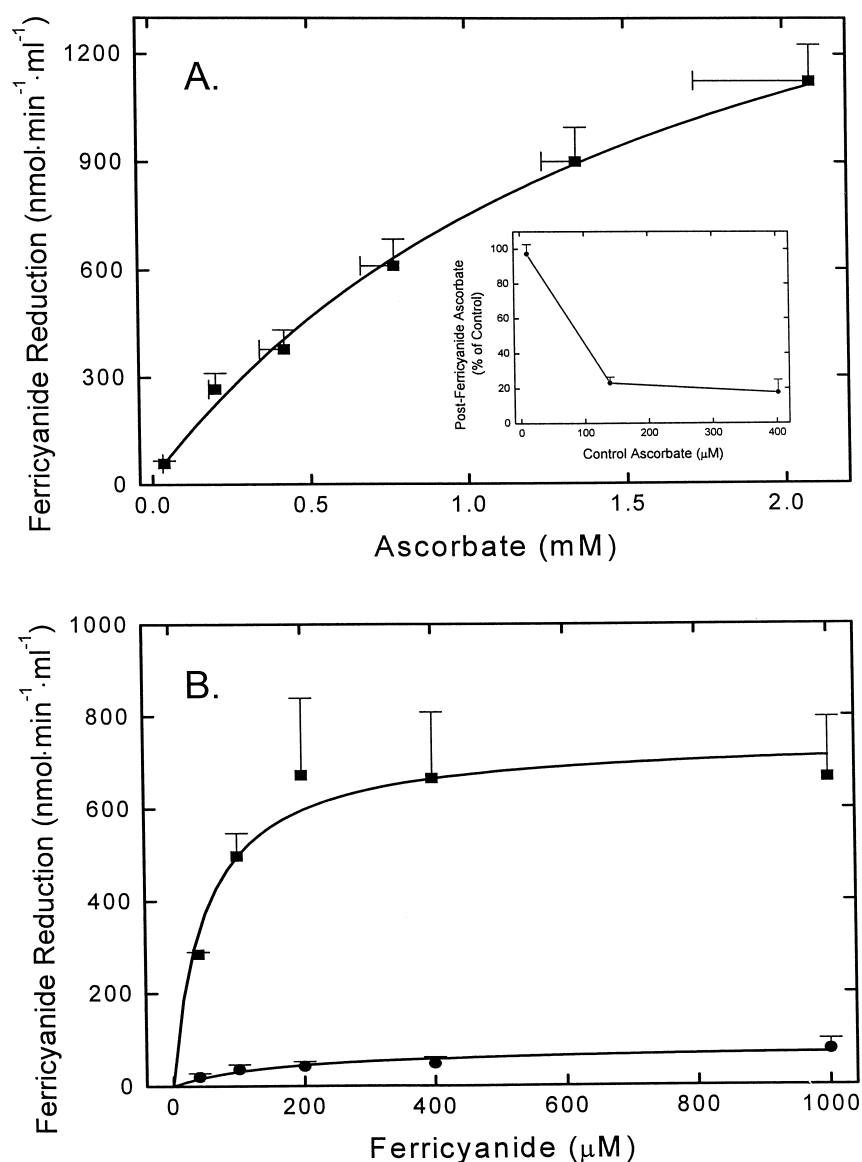 A.
Ferricyanide Reduction (nmol·min⁻¹·ml⁻¹)
1200
900
600
300
0
0.0 0.5 1.0 1.5 2.0
Ascorbate (mM)
Post-Ferricyanide Ascorbate
(% of Control)
100
80
60
40
20
0
0 100 200 300 400
Control Ascorbate (μM)
B.
Ferricyanide Reduction (nmol·min⁻¹·ml⁻¹)
1000
800
600
400
200
0
0 200 400 600 800 1000
Ferricyanide (μM)